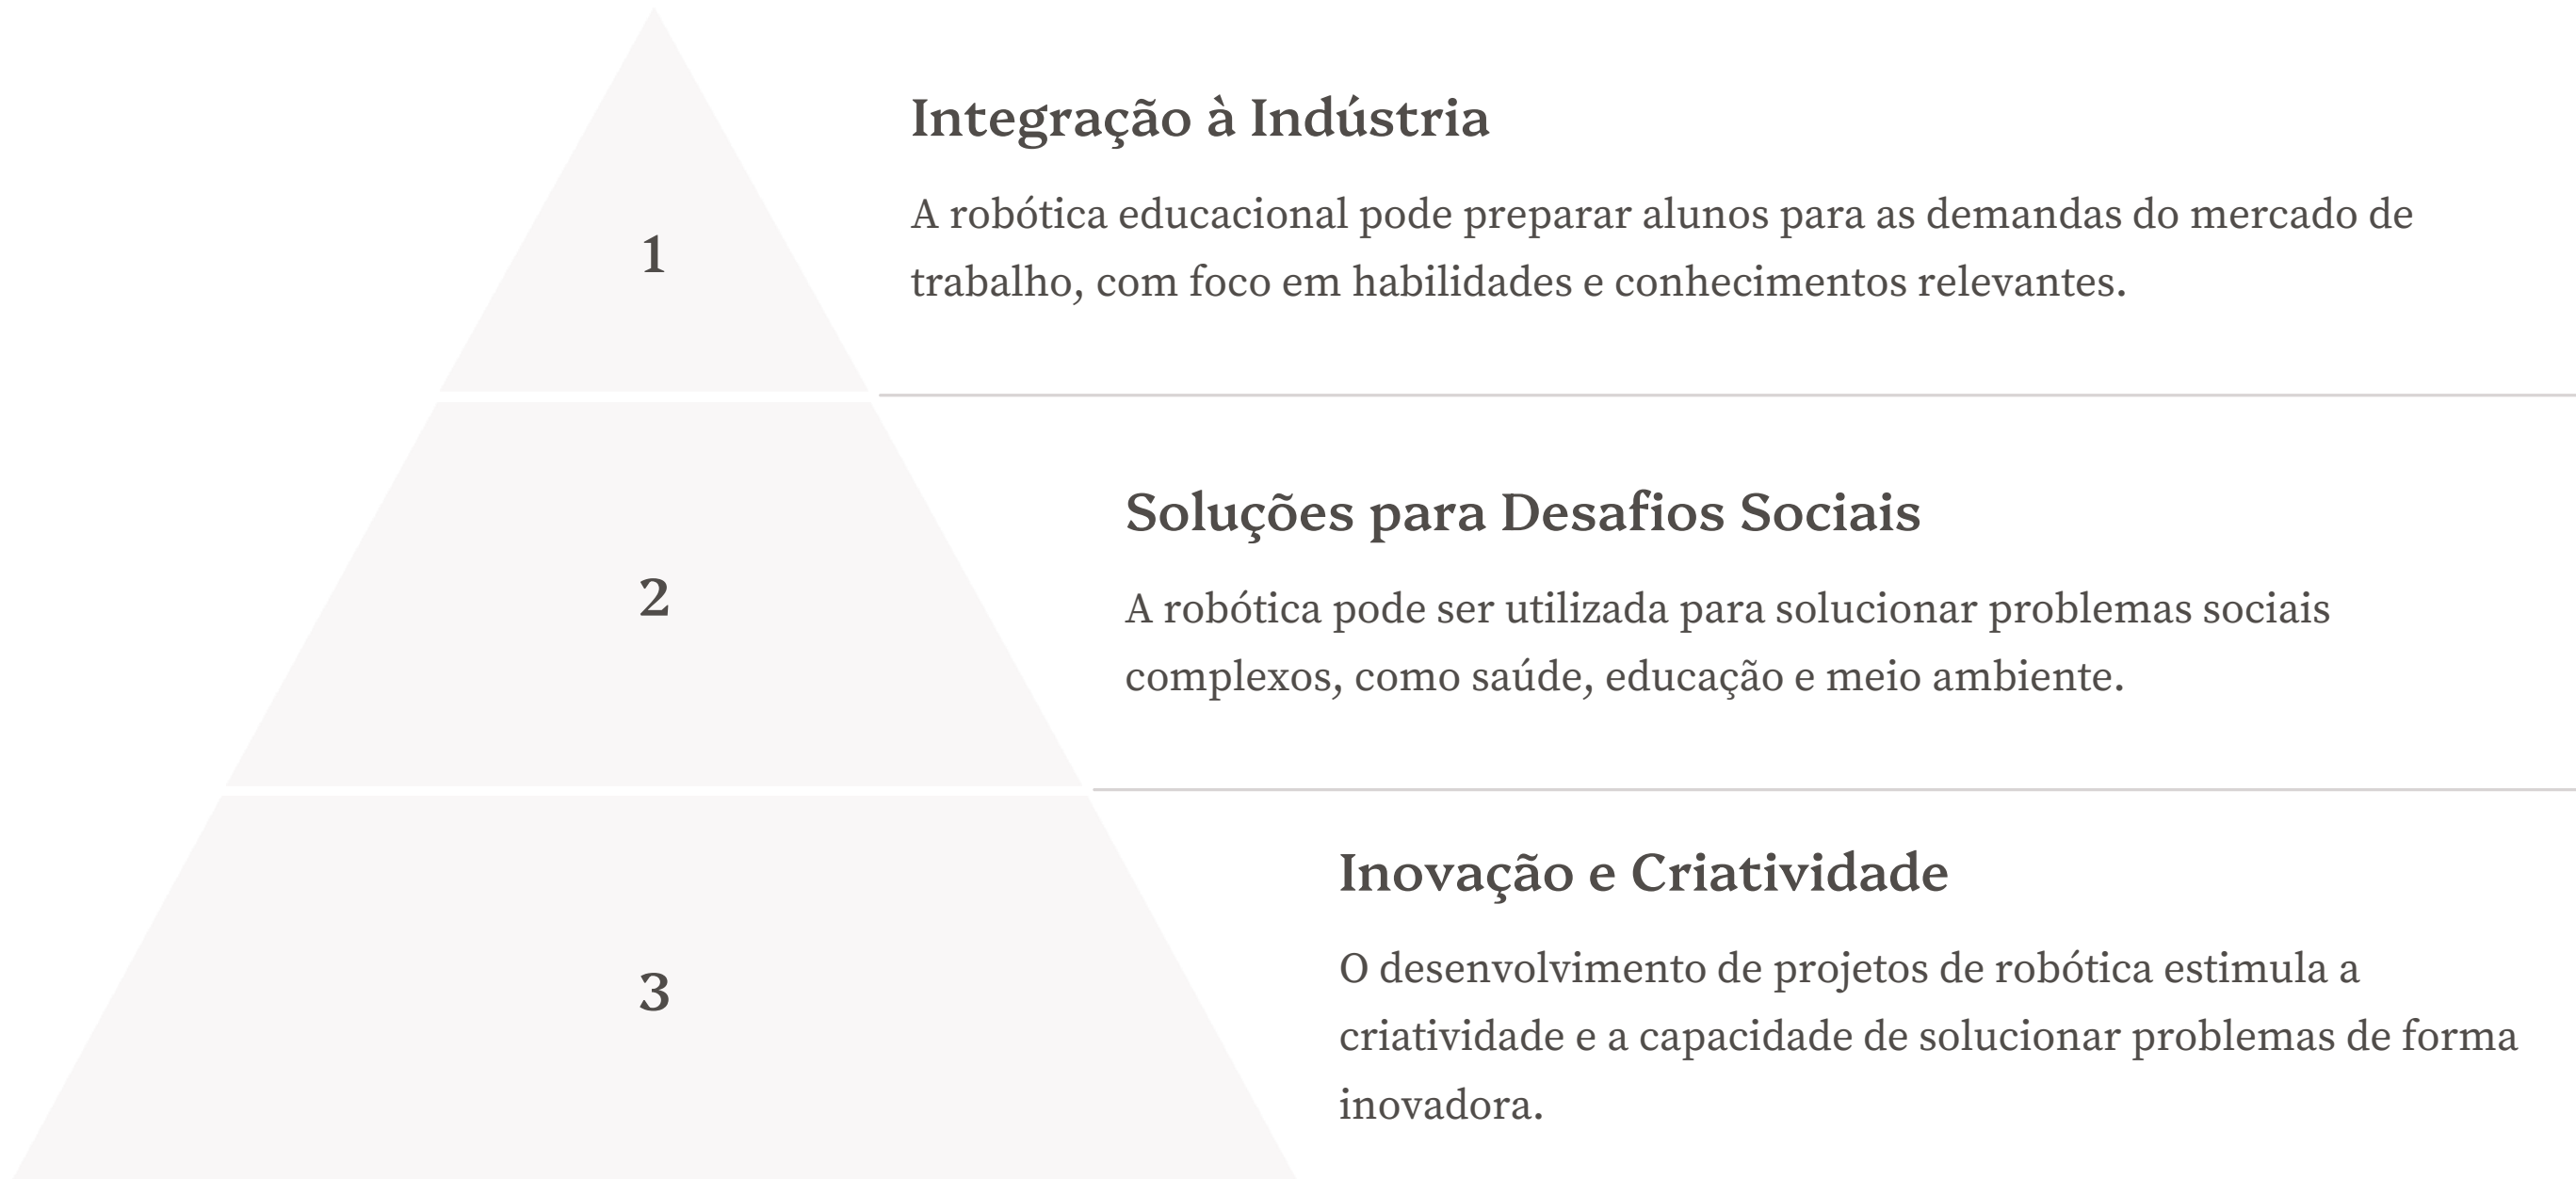 1
Integração à Indústria
A robótica educacional pode preparar alunos para as demandas do mercado de
trabalho, com foco em habilidades e conhecimentos relevantes.
2
Soluções para Desafios Sociais
A robótica pode ser utilizada para solucionar problemas sociais
complexos, como saúde, educação e meio ambiente.
3
Inovação e Criatividade
O desenvolvimento de projetos de robótica estimula a
criatividade e a capacidade de solucionar problemas de forma
inovadora.